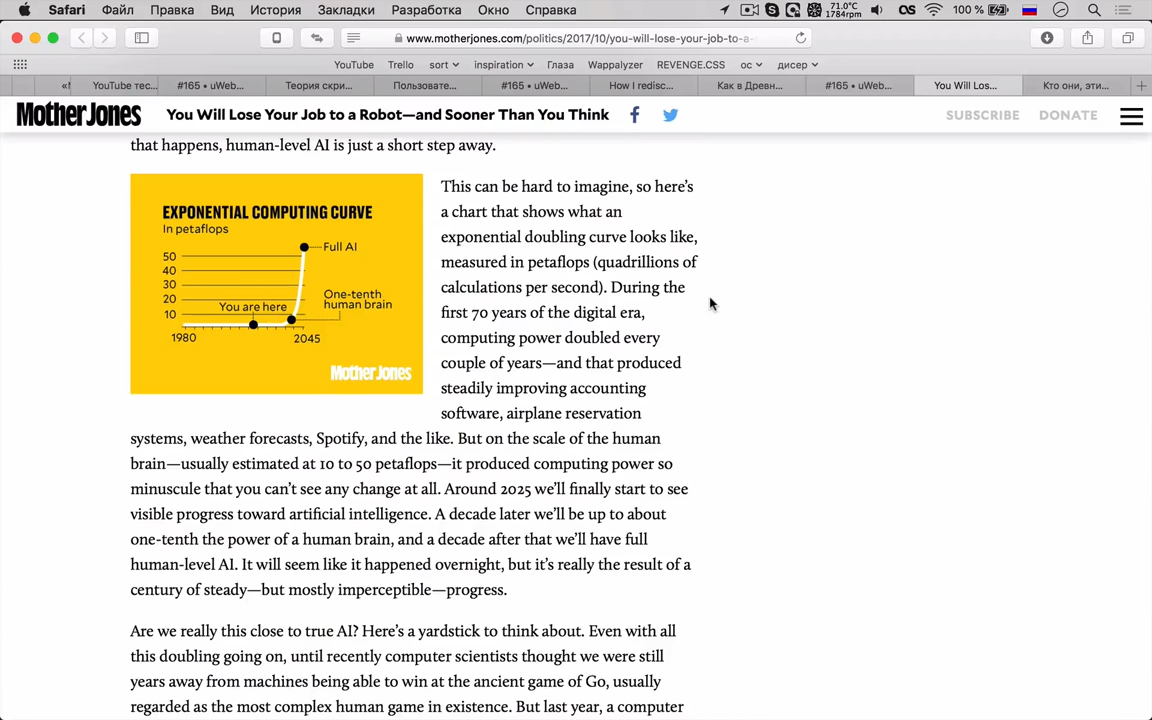 Safari Файл Правка Вид История Закладки Разработка Окно Справка 71.0°C 1784rpm 100 %
www.motherjones.com/politics/2017/10/you-will-lose-your-job-to-a-
YouTube Trello sort inspiration Глаза Wappalyzer REVENGE.CSS ос дисер
«Ꮇ YouTube тес... #165 • uWeb... Теория скри... Пользовате... #165 • uWeb... How I redisc... Как в Древн... #165 • uWeb... You Will Los... Кто они, эти...
Mother Jones You Will Lose Your Job to a Robot—and Sooner Than You Think SUBSCRIBE DONATE
that happens, human-level AI is just a short step away.
EXPONENTIAL COMPUTING CURVE
In petaflops
50
40
30
20
10
Full AI
You are here
One-tenth
human brain
1980 2045
Mother Jones
This can be hard to imagine, so here’s
a chart that shows what an
exponential doubling curve looks like,
measured in petaflops (quadrillions of
calculations per second). During the
first 70 years of the digital era,
computing power doubled every
couple of years—and that produced
steadily improving accounting
software, airplane reservation
systems, weather forecasts, Spotify, and the like. But on the scale of the human
brain—usually estimated at 10 to 50 petaflops—it produced computing power so
minuscule that you can’t see any change at all. Around 2025 we’ll finally start to see
visible progress toward artificial intelligence. A decade later we’ll be up to about
one-tenth the power of a human brain, and a decade after that we’ll have full
human-level AI. It will seem like it happened overnight, but it’s really the result of a
century of steady—but mostly imperceptible—progress.
Are we really this close to true AI? Here’s a yardstick to think about. Even with all
this doubling going on, until recently computer scientists thought we were still
years away from machines being able to win at the ancient game of Go, usually
regarded as the most complex human game in existence. But last year, a computer